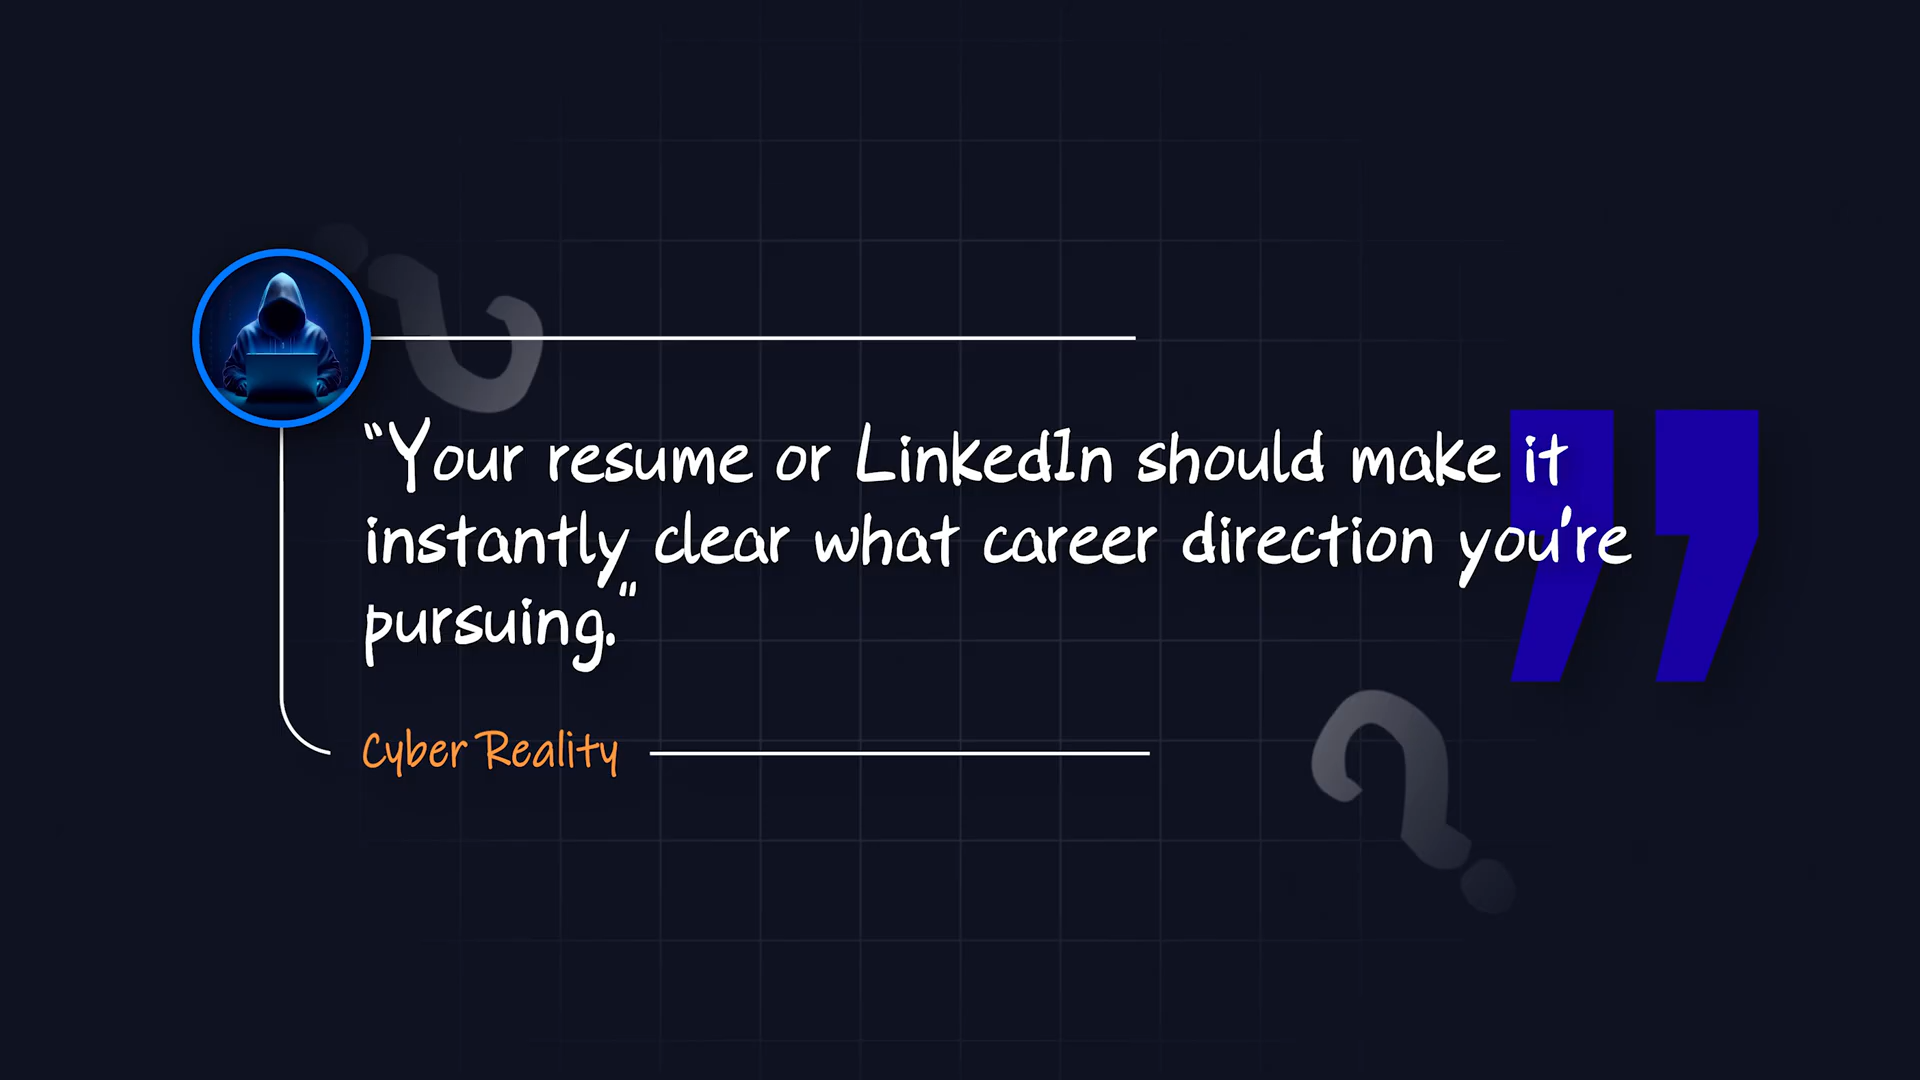 “Your resume or LinkedIn should make it
instantly clear what career direction you're
pursuing.”
Cyber Reality